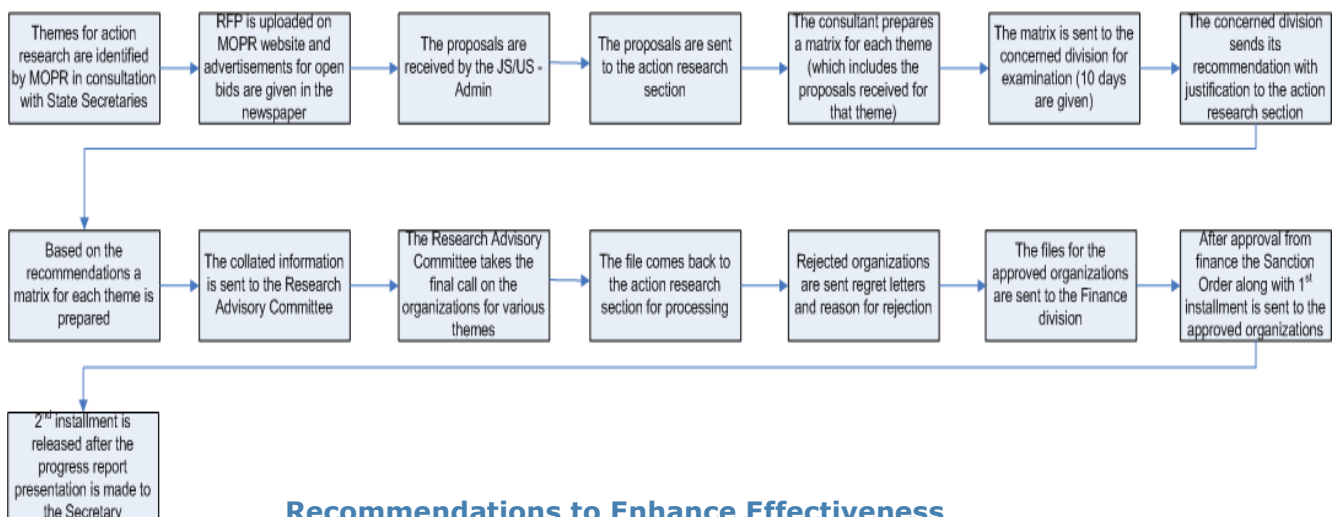 Themes for action
research are identified
by MOPR in consultation
with State Secretaries
RFP is uploaded on
MOPR website and
advertisements for open
bids are given in the
newspaper
The proposals are
received by the JS/US -
Admin
The proposals are sent
to the action research
section
The consultant prepares
a matrix for each theme
(which includes the
proposals received for
that theme)
The matrix is sent to the
concerned division for
examination (10 days
are given)
The concerned division
sends its
recommendation with
justification to the action
research section
Based on the
recommendations a
matrix for each theme is
prepared
The collated information
is sent to the Research
Advisory Committee
The Research Advisory
Committee takes the
final call on the
organizations for various
themes
The file comes back to
the action research
section for processing
Rejected organizations
are sent regret letters
and reason for rejection
The files for the
approved organizations
are sent to the Finance
division
After approval from
finance the Sanction
Order along with 1st
installment is sent to the
approved organizations
2nd installment is
released after the
progress report
presentation is made to
the Secretary
Recommendations to Enhance Effectiveness